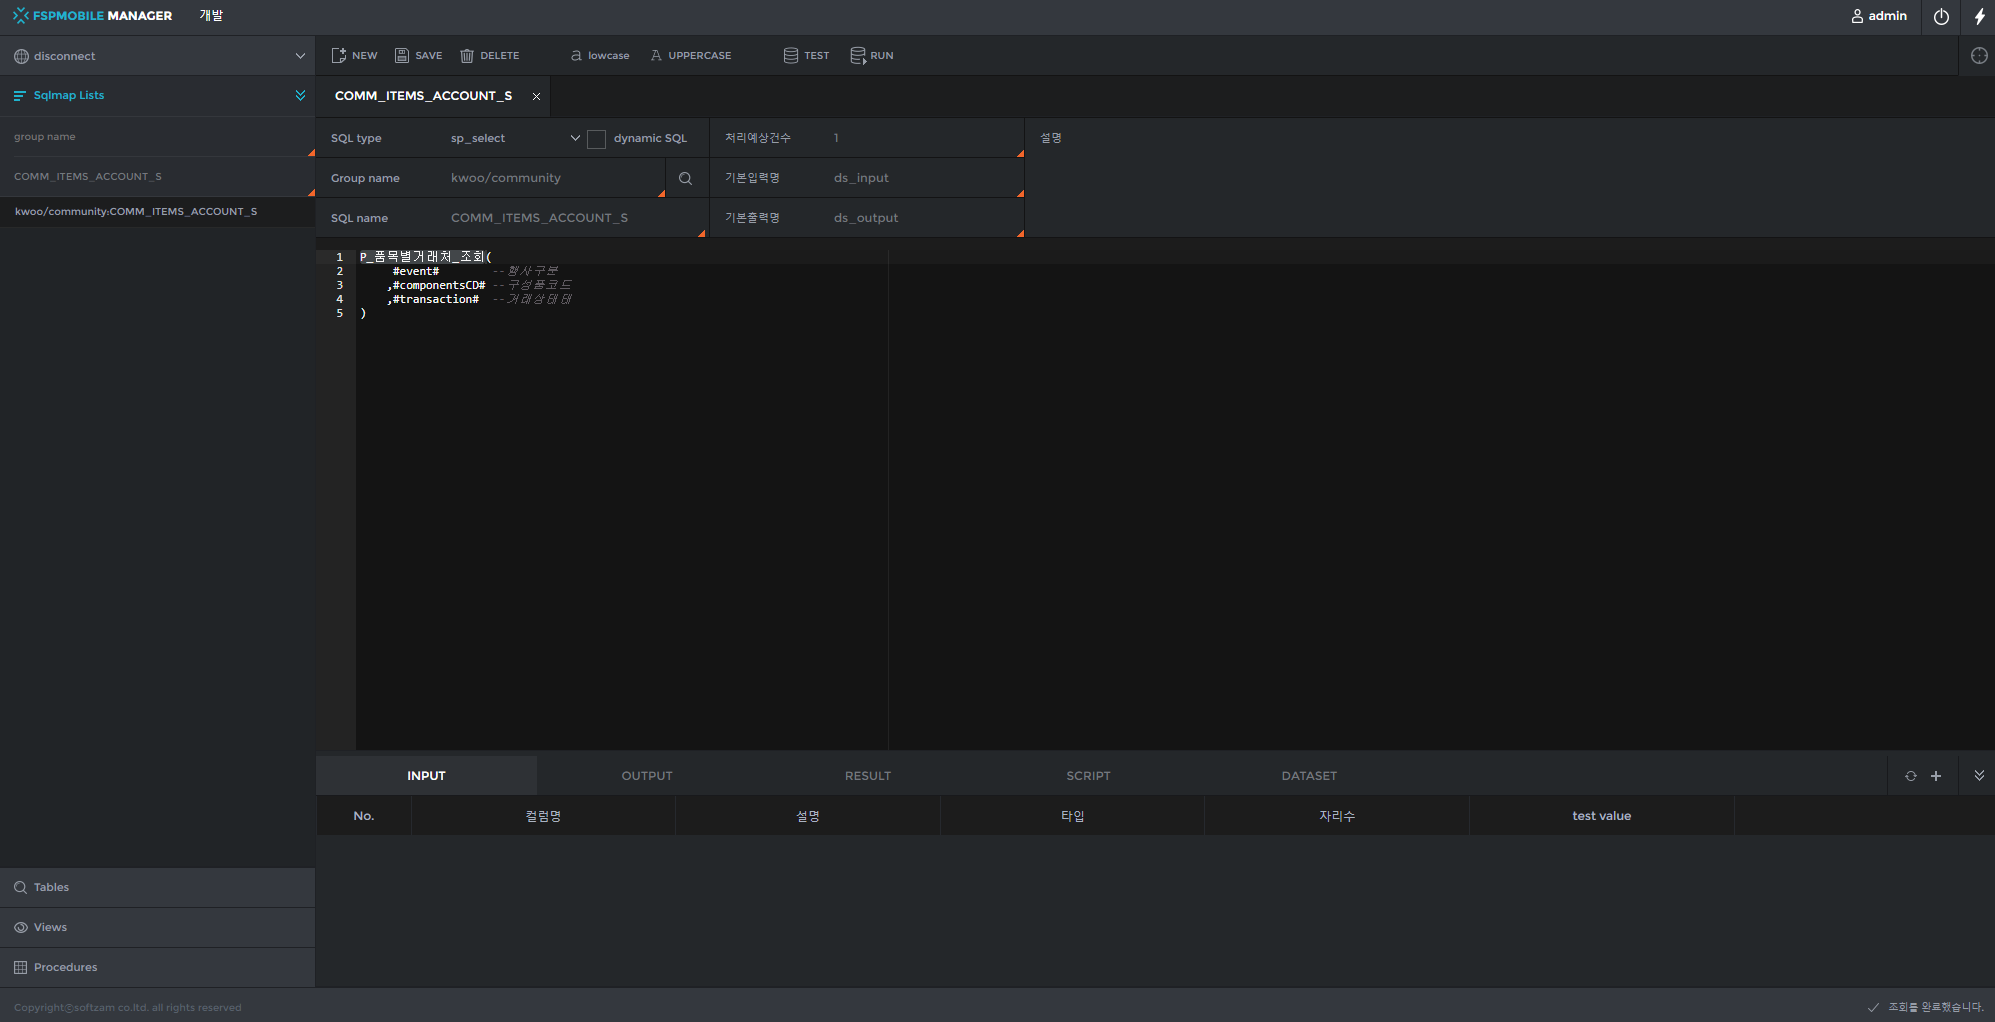 FSPMOBILE MANAGER 개발 admin
disconnect NEW SAVE DELETE lowcase UPPERCASE TEST RUN
Sqlmap Lists
group name
COMM_ITEMS_ACCOUNT_S
kwoo/community:COMM_ITEMS_ACCOUNT_S
COMM_ITEMS_ACCOUNT_S
SQL type sp_select dynamic SQL 처리예상건수 1 설명
Group name kwoo/community 기본입력명 ds_input
SQL name COMM_ITEMS_ACCOUNT_S 기본출력명 ds_output
1 P_품목별거래처_조회(
2 #event# --행사구분
3 ,#componentsCD# --구성품코드
4 ,#transaction# --거래상태태
5 )
INPUT OUTPUT RESULT SCRIPT DATASET
No. 컬럼명 설명 타입 자리수 test value
Tables
Views
Procedures
Copyright©softzam co.ltd. all rights reserved 조회를 완료했습니다.